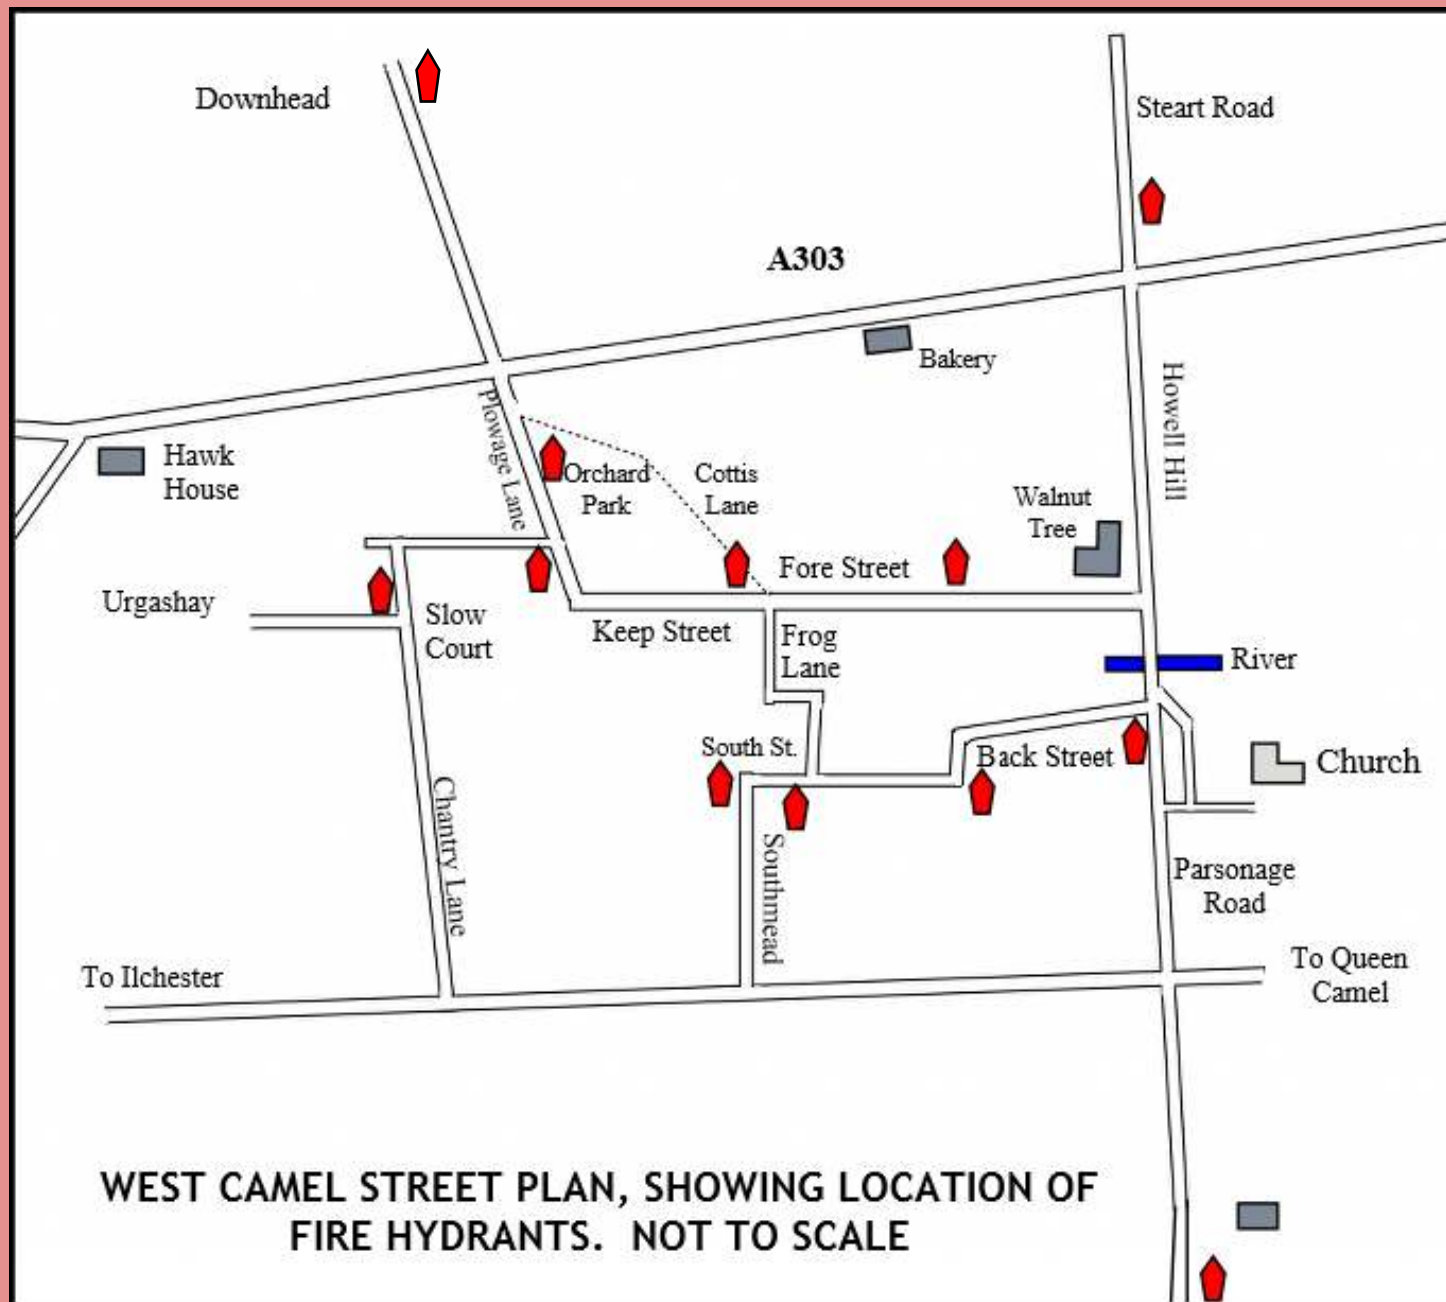 Downhead
Steart Road
A303
Bakery
Howell Hill
Plowage Lane
Hawk
House
Orchard
Park
Cottis
Lane
Walnut
Tree
Fore Street
Urgashay
Slow
Court
Keep Street
Frog
Lane
River
South St.
Back Street
Church
Chantry Lane
Southmead
Parsonage
Road
To Ilchester
To Queen
Camel
WEST CAMEL STREET PLAN, SHOWING LOCATION OF
FIRE HYDRANTS. NOT TO SCALE